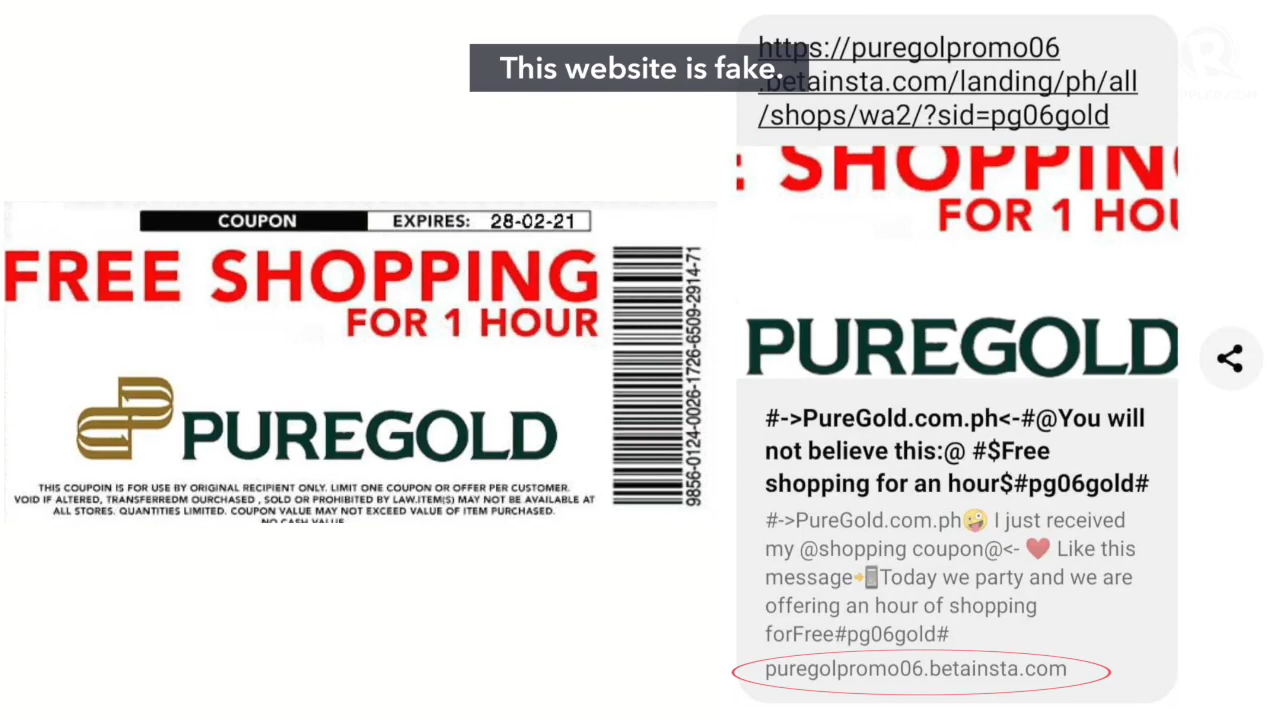 This website is fake.
COUPON EXPIRES: 28-02-21
FREE SHOPPING
FOR 1 HOUR
PUREGOLD
THIS COUPOIN IS FOR USE BY ORIGINAL RECIPIENT ONLY. LIMIT ONE COUPON OR OFFER PER CUSTOMER.
VOID IF ALTERED, TRANSFERREDM OURCHASED , SOLD OR PROHIBITED BY LAW.ITEM(S) MAY NOT BE AVAILABLE AT
ALL STORES. QUANTITIES LIMITED. COUPON VALUE MAY NOT EXCEED VALUE OF ITEM PURCHASED.
NO CASH VALUE
9856-0124-0026-1726-6509-2914-71
https://puregolpromo06
.betainsta.com/landing/ph/all
/shops/wa2/?sid=pg06gold
SHOPPIN
FOR 1 HOU
PUREGOLD
#->PureGold.com.ph<-#@You will
not believe this:@ #$Free
shopping for an hour$#pg06gold#
#->PureGold.com.ph🤪 I just received
my @shopping coupon@<- ❤️ Like this
message📲Today we party and we are
offering an hour of shopping
forFree#pg06gold#
puregolpromo06.betainsta.com